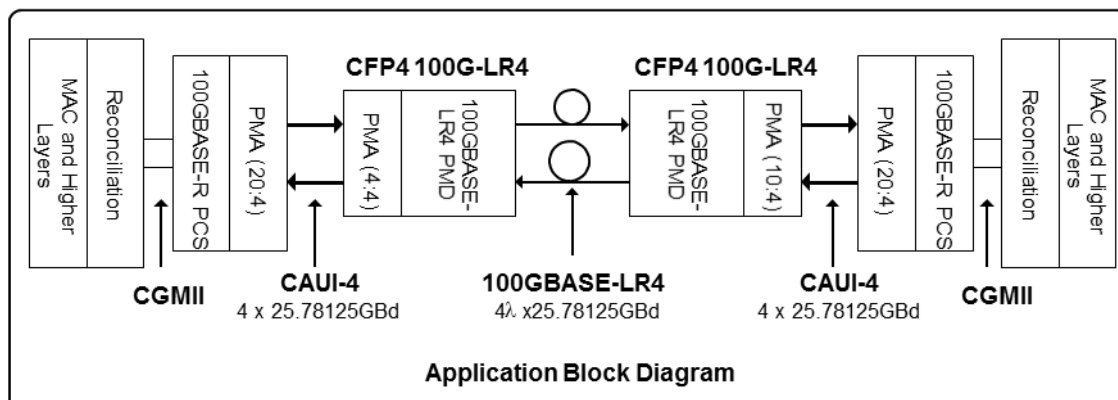 CFP4 100G-LR4
CFP4 100G-LR4
MAC and Higher
Layers
Reconciliation
100GBASE-R PCS
PMA (20:4)
PMA (4:4)
100GBASE-
LR4 PMD
100GBASE-
LR4 PMD
PMA (10:4)
PMA (20:4)
100GBASE-R PCS
Reconciliation
MAC and Higher
Layers
CGMII
CAUI-4
4 x 25.78125GBd
100GBASE-LR4
4λ x25.78125GBd
CAUI-4
4 x 25.78125GBd
CGMII
Application Block Diagram